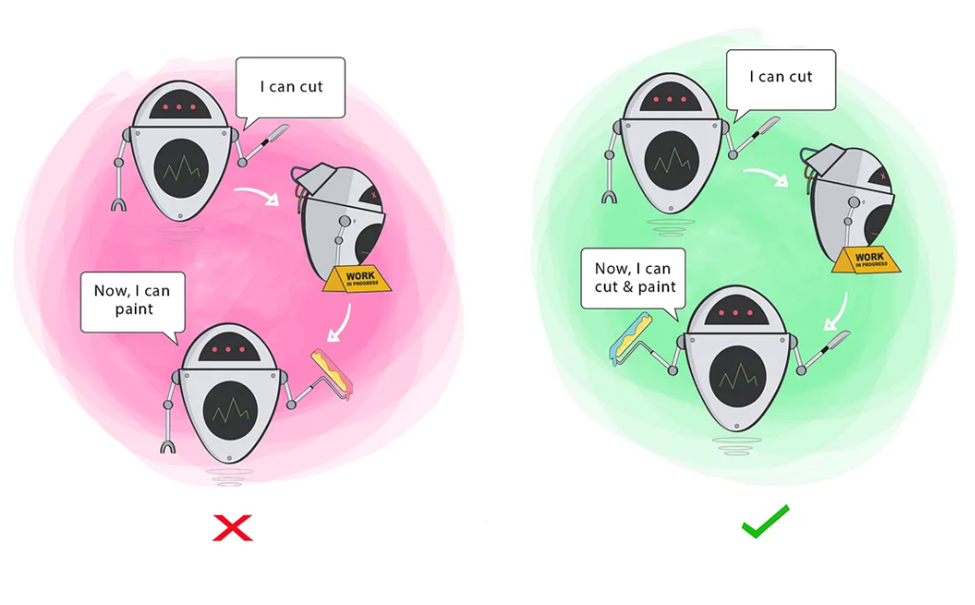 I can cut
WORK
IN PROGRESS
Now, I can
paint
I can cut
WORK
IN PROGRESS
Now, I can
cut & paint